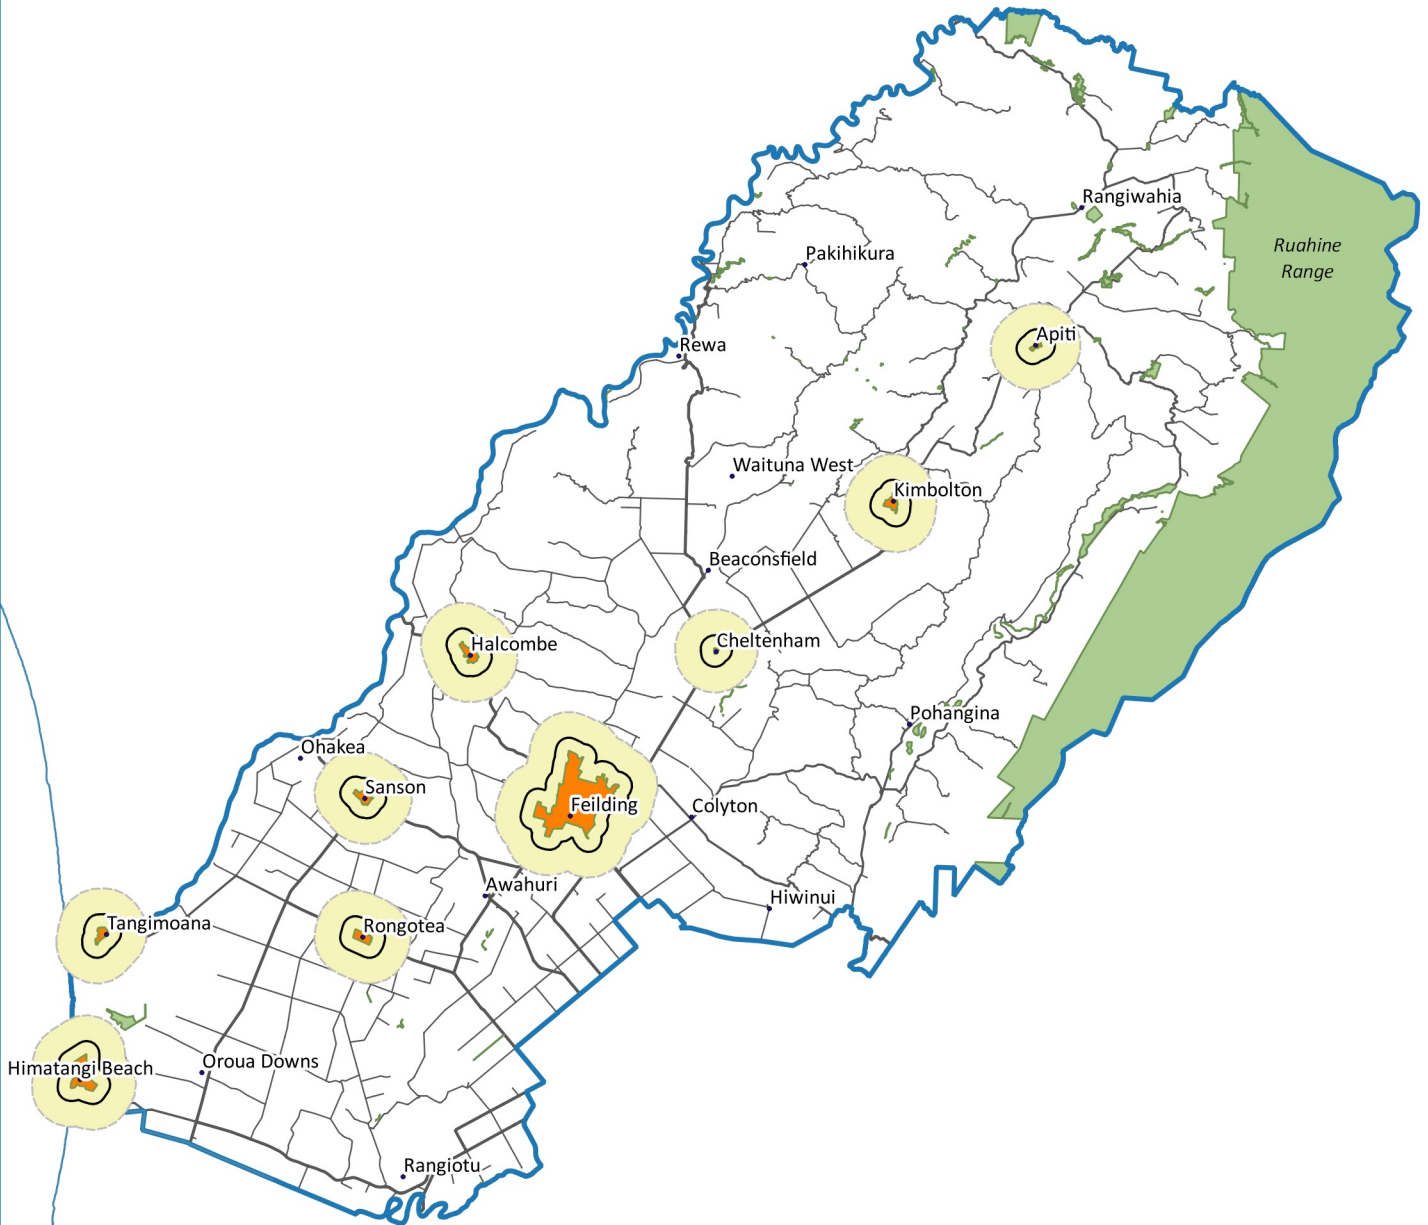 Rangiwahia
Ruahine
Range
Pakihikura
Apiti
Rewa
Waituna West
Kimbolton
Beaconsfield
Halcombe
Cheltenham
Pohangina
Ohakea
Sanson
Feilding
Colyton
Awahuri
Hiwinui
Tangimoana
Rongotea
Himatangi Beach
Oroua Downs
Rangiotu